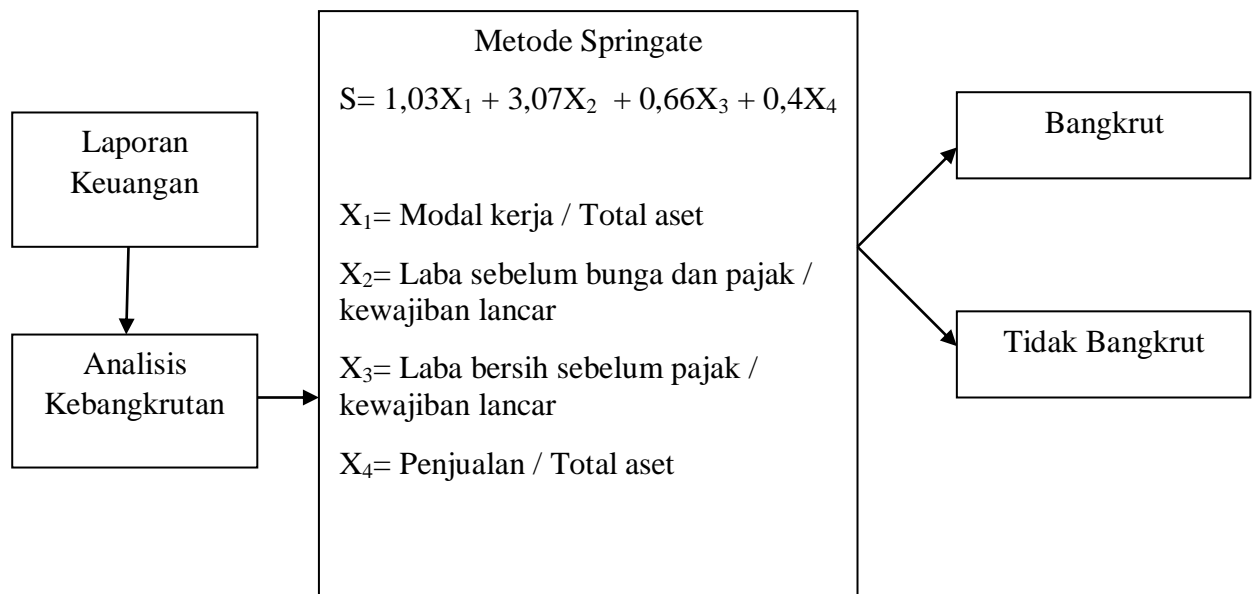 Laporan
Keuangan
Analisis
Kebangkrutan
Metode Springate
S= 1,03X₁ + 3,07X₂ + 0,66X₃ + 0,4X₄
X₁= Modal kerja / Total aset
X₂= Laba sebelum bunga dan pajak /
kewajiban lancar
X₃= Laba bersih sebelum pajak /
kewajiban lancar
X₄= Penjualan / Total aset
Bangkrut
Tidak Bangkrut